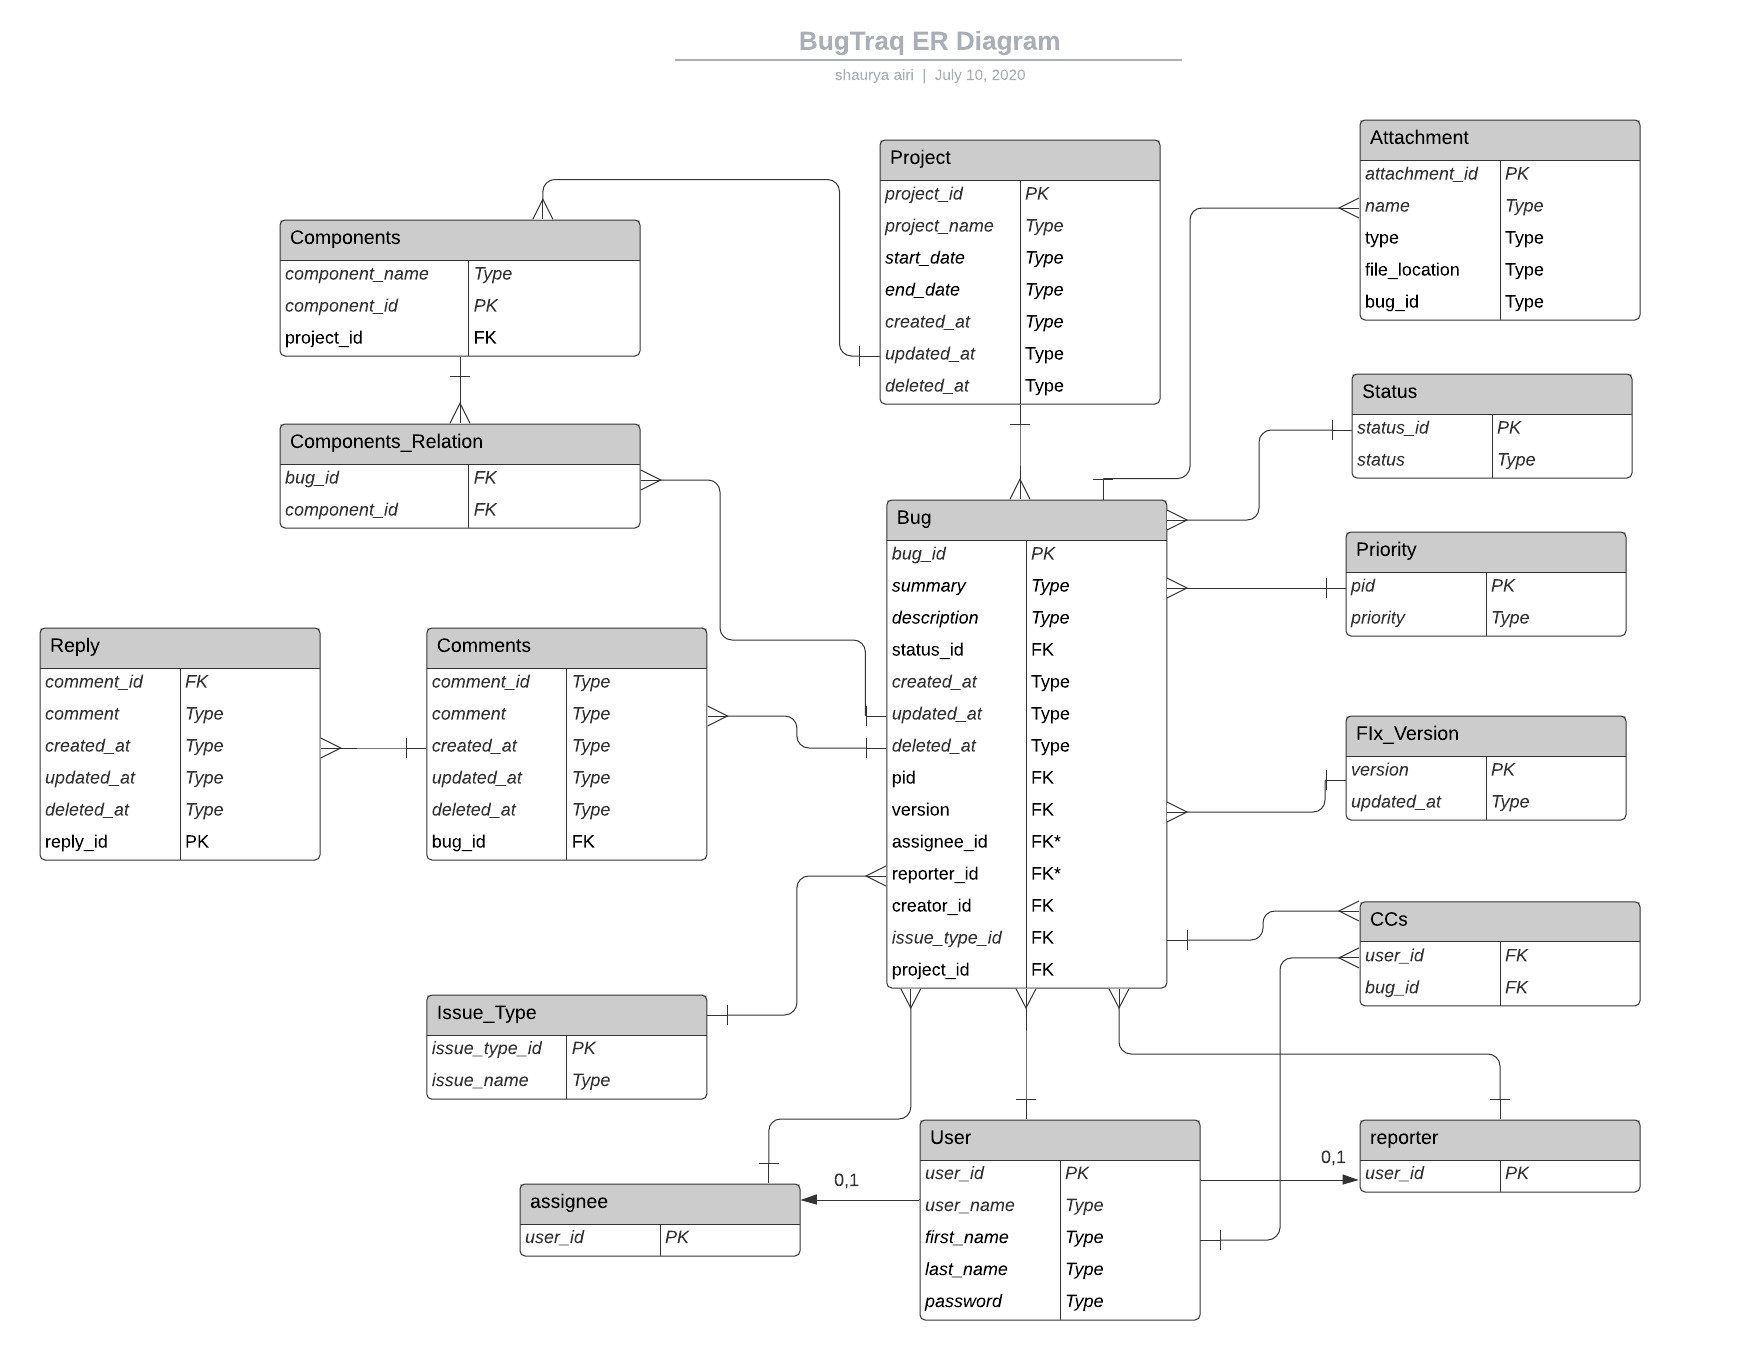 BugTraq ER Diagram
shaurya airi | July 10, 2020
Project
project_id PK
project_name Type
start_date Type
end_date Type
created_at Type
updated_at Type
deleted_at Type
Attachment
attachment_id PK
name Type
type Type
file_location Type
bug_id Type
Components
component_name Type
component_id PK
project_id FK
Components_Relation
bug_id FK
component_id FK
Status
status_id PK
status Type
Bug
bug_id PK
summary Type
description Type
status_id FK
created_at Type
updated_at Type
deleted_at Type
pid FK
version FK
assignee_id FK*
reporter_id FK*
creator_id FK
issue_type_id FK
project_id FK
Priority
pid PK
priority Type
Reply
comment_id FK
comment Type
created_at Type
updated_at Type
deleted_at Type
reply_id PK
Comments
comment_id Type
comment Type
created_at Type
updated_at Type
deleted_at Type
bug_id FK
FIx_Version
version PK
updated_at Type
CCs
user_id FK
bug_id FK
Issue_Type
issue_type_id PK
issue_name Type
User
user_id PK
user_name Type
first_name Type
last_name Type
password Type
reporter
user_id PK
0,1
0,1
assignee
user_id PK